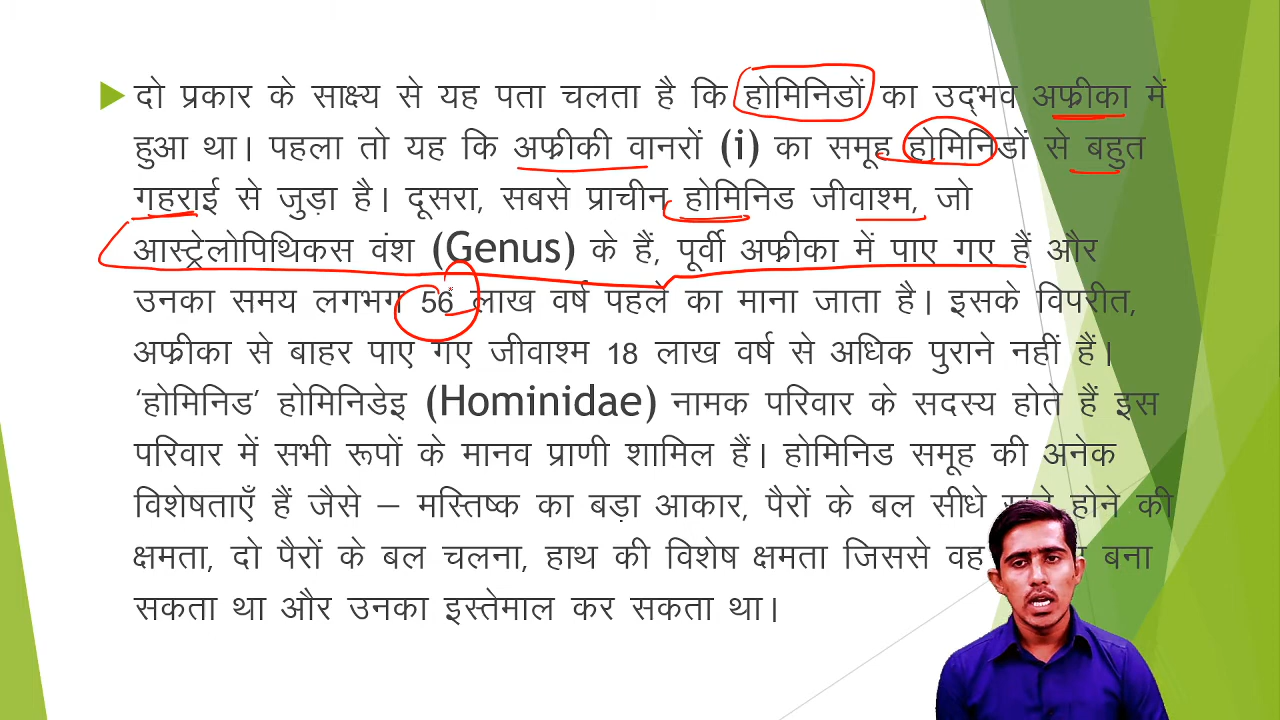 दो प्रकार के साक्ष्य से यह पता चलता है कि होमिनिडों का उद्भव अफ्रीका में
हुआ था। पहला तो यह कि अफ्रीकी वानरों (i) का समूह होमिनिडों से बहुत
गहराई से जुड़ा है। दूसरा, सबसे प्राचीन होमिनिड जीवाश्म, जो
आस्ट्रेलोपिथिकस वंश (Genus) के हैं, पूर्वी अफ्रीका में पाए गए हैं और
उनका समय लगभग 56 लाख वर्ष पहले का माना जाता है। इसके विपरीत,
अफ्रीका से बाहर पाए गए जीवाश्म 18 लाख वर्ष से अधिक पुराने नहीं हैं।
‘होमिनिड’ होमिनिडेइ (Hominidae) नामक परिवार के सदस्य होते हैं इस
परिवार में सभी रूपों के मानव प्राणी शामिल हैं। होमिनिड समूह की अनेक
विशेषताएँ हैं जैसे – मस्तिष्क का बड़ा आकार, पैरों के बल सीधे होने की
क्षमता, दो पैरों के बल चलना, हाथ की विशेष क्षमता जिससे वह बना
सकता था और उनका इस्तेमाल कर सकता था।